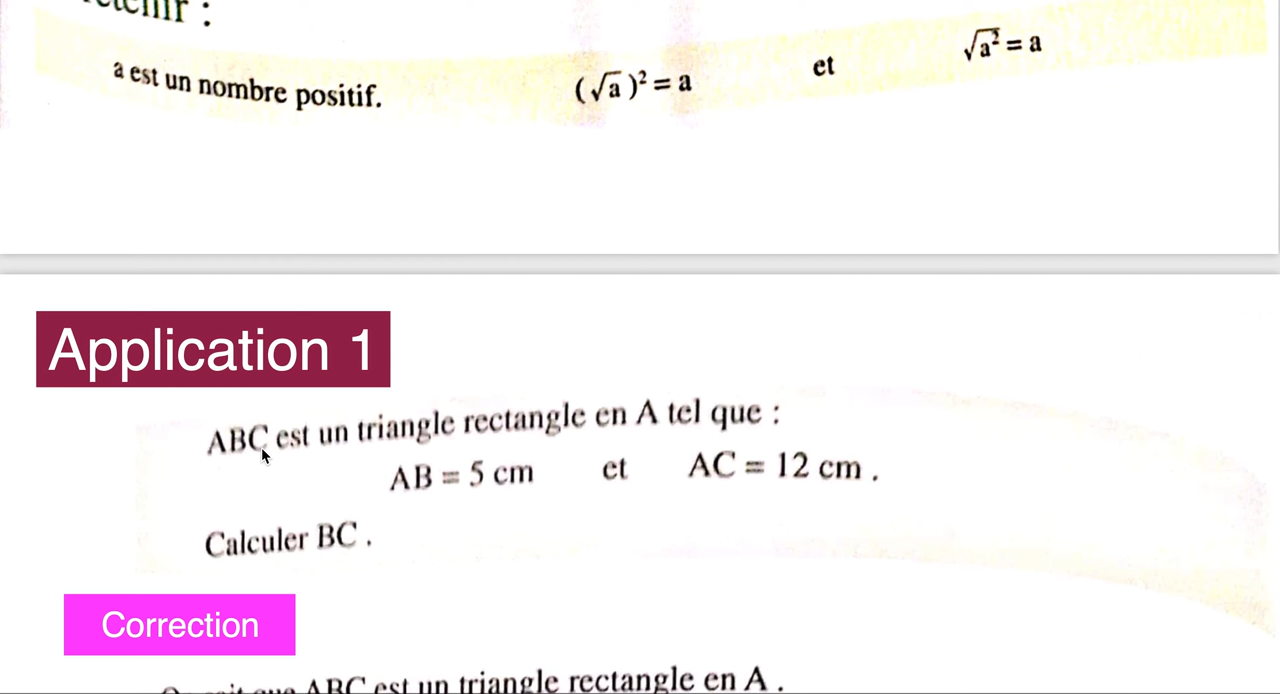 a est un nombre positif. (√a)² = a et √a² = a
Application 1
ABC est un triangle rectangle en A tel que :
AB = 5 cm et AC = 12 cm .
Calculer BC .
Correction
ABC est un triangle rectangle en A .